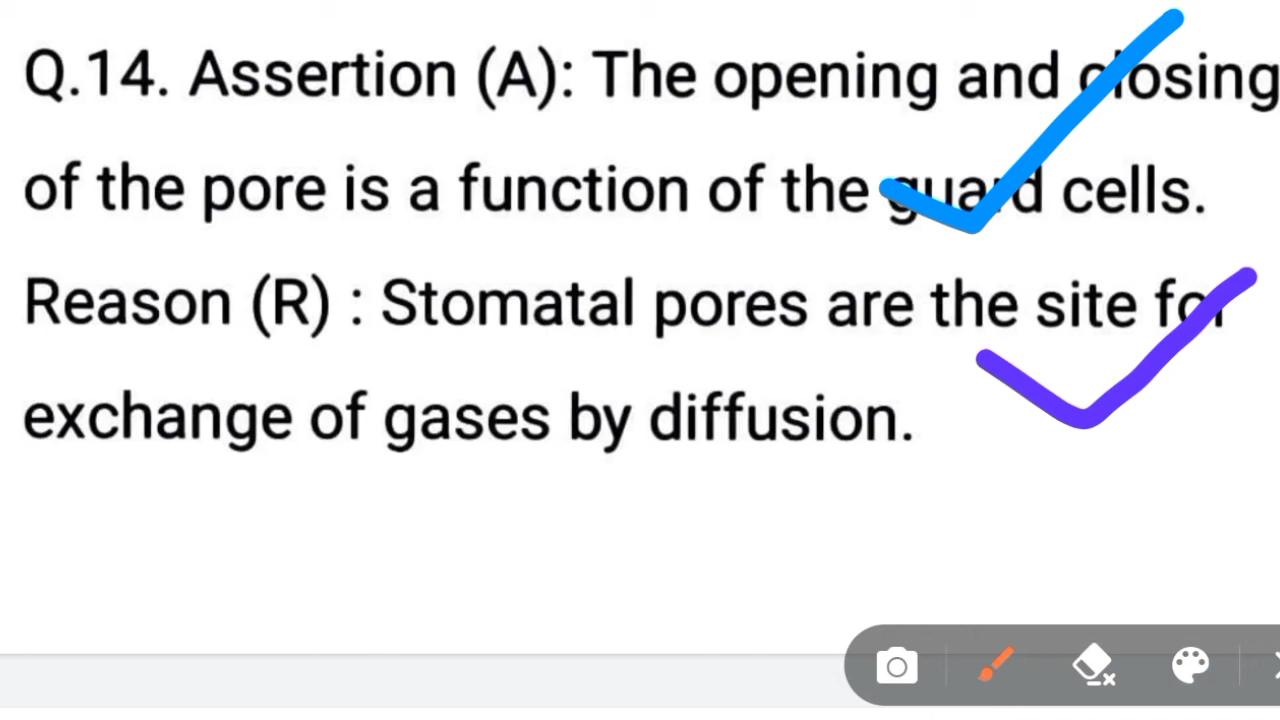 Q.14. Assertion (A): The opening and closing
of the pore is a function of the guard cells.
Reason (R) : Stomatal pores are the site for
exchange of gases by diffusion.